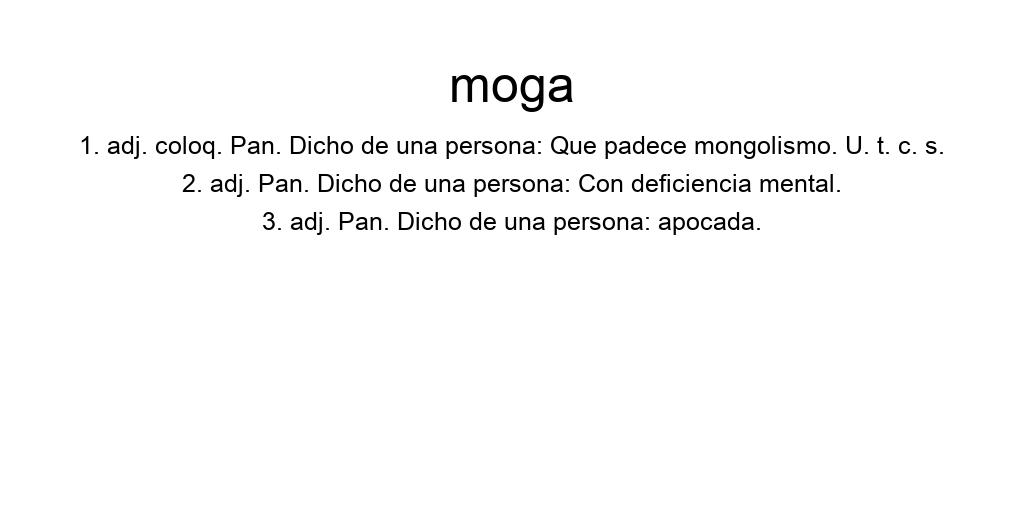 moga
1. adj. coloq. Pan. Dicho de una persona: Que padece mongolismo. U. t. c. s.
2. adj. Pan. Dicho de una persona: Con deficiencia mental.
3. adj. Pan. Dicho de una persona: apocada.